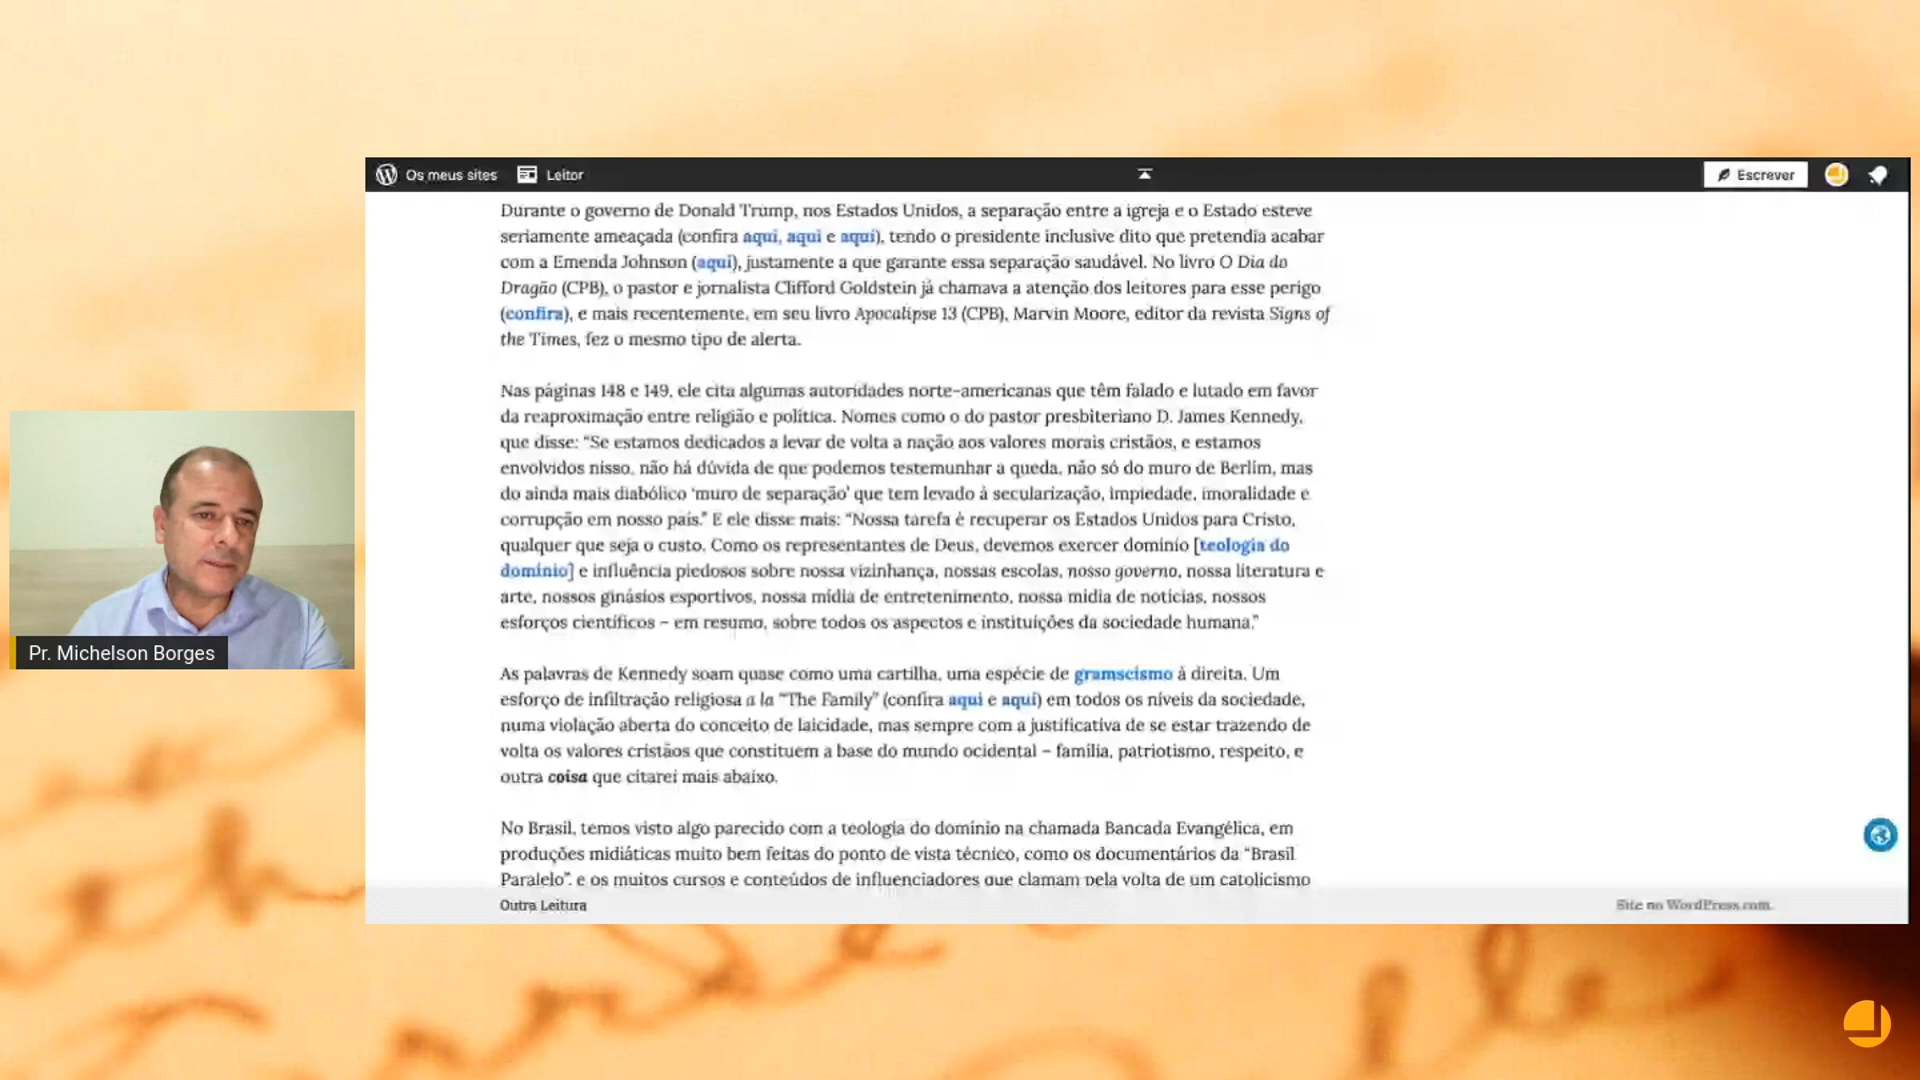 Os meus sites
Leitor
Escrever
Durante o governo de Donald Trump, nos Estados Unidos, a separação entre a igreja e o Estado esteve
seriamente ameaçada (confira aqui, aqui e aqui), tendo o presidente inclusive dito que pretendia acabar
com a Emenda Johnson (aqui), justamente a que garante essa separação saudável. No livro O Dia do
Dragão (CPB), o pastor e jornalista Clifford Goldstein já chamava a atenção dos leitores para esse perigo
(confira), e mais recentemente, em seu livro Apocalipse 13 (CPB), Marvin Moore, editor da revista Signs of
the Times, fez o mesmo tipo de alerta.
Nas páginas 148 e 149, ele cita algumas autoridades norte-americanas que têm falado e lutado em favor
da reaproximação entre religião e política. Nomes como o do pastor presbiteriano D. James Kennedy,
que disse: “Se estamos dedicados a levar de volta a nação aos valores morais cristãos, e estamos
envolvidos nisso, não há dúvida de que podemos testemunhar a queda, não só do muro de Berlim, mas
do ainda mais diabólico ‘muro de separação’ que tem levado à secularização, impiedade, imoralidade e
corrupção em nosso país.” E ele disse mais: “Nossa tarefa é recuperar os Estados Unidos para Cristo,
qualquer que seja o custo. Como os representantes de Deus, devemos exercer domínio [teologia do
domínio] e influência piedosos sobre nossa vizinhança, nossas escolas, nosso governo, nossa literatura e
arte, nossos ginásios esportivos, nossa mídia de entretenimento, nossa mídia de notícias, nossos
esforços científicos – em resumo, sobre todos os aspectos e instituições da sociedade humana.”
As palavras de Kennedy soam quase como uma cartilha, uma espécie de gramscismo à direita. Um
esforço de infiltração religiosa a la “The Family” (confira aqui e aqui) em todos os níveis da sociedade,
numa violação aberta do conceito de laicidade, mas sempre com a justificativa de se estar trazendo de
volta os valores cristãos que constituem a base do mundo ocidental – família, patriotismo, respeito, e
outra coisa que citarei mais abaixo.
No Brasil, temos visto algo parecido com a teologia do domínio na chamada Bancada Evangélica, em
produções midiáticas muito bem feitas do ponto de vista técnico, como os documentários da “Brasil
Paralelo”, e os muitos cursos e conteúdos de influenciadores que clamam pela volta de um catolicismo
Outra Leitura
Site no WordPress.com.
Pr. Michelson Borges